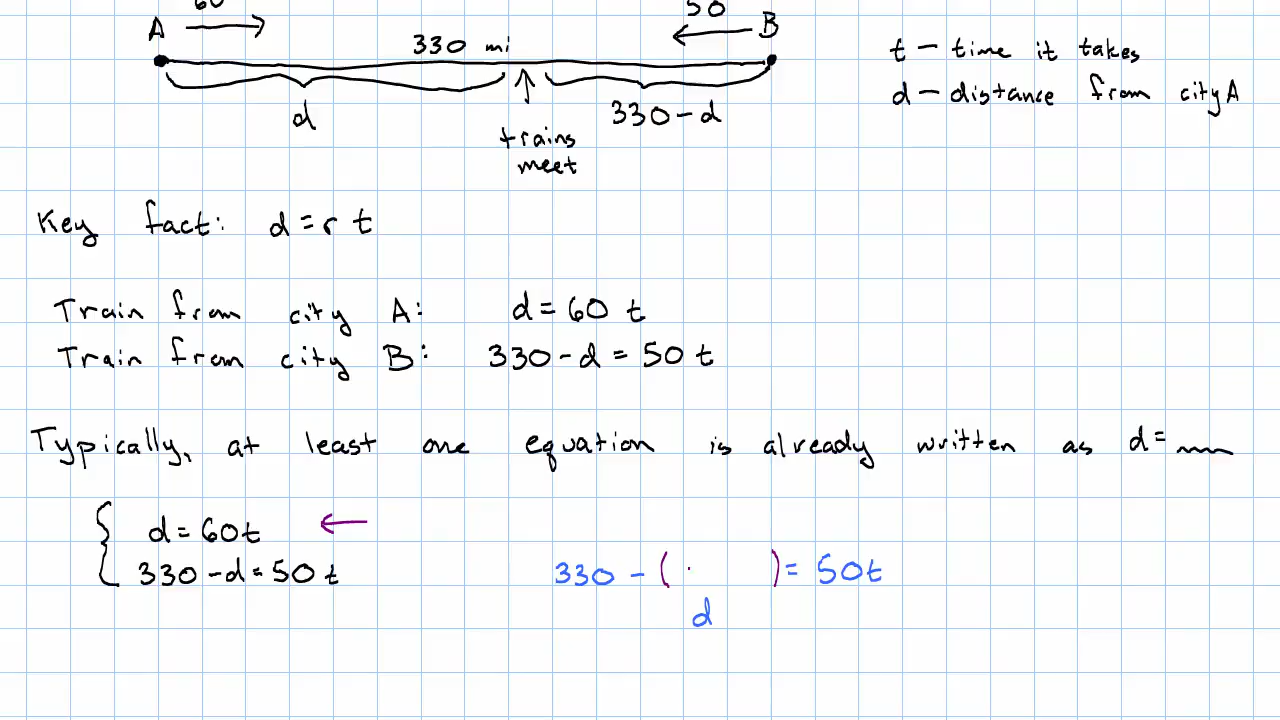 60 50
A B
330 mi
t - time it takes
d - distance from city A
d 330 - d
trains
meet
Key fact: d = r t
Train from city A: d = 60 t
Train from city B: 330 - d = 50 t
Typically, at least one equation is already written as d =
d = 60t
330 - d = 50 t
330 - ( ) = 50t
d